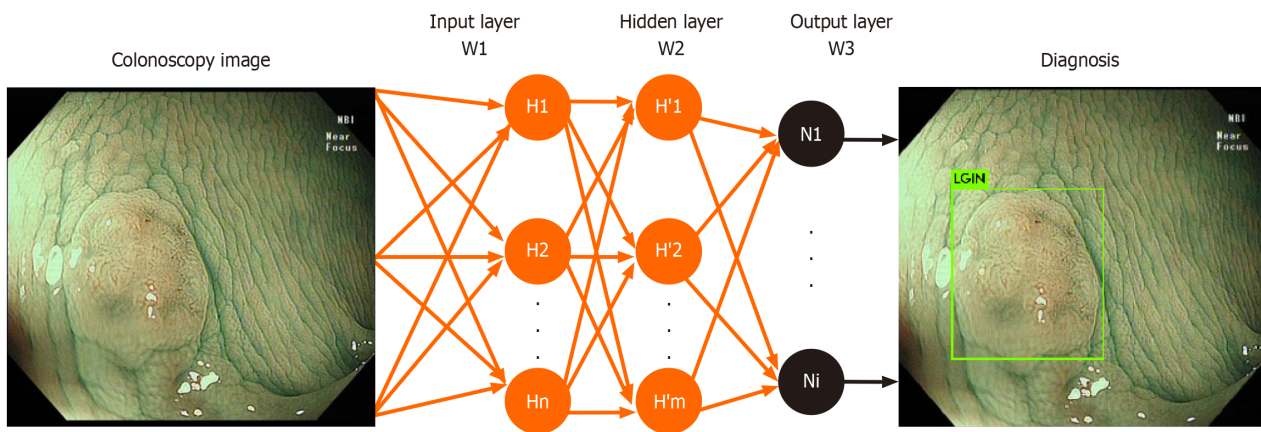 Colonoscopy image
Input layer
W1
Hidden layer
W2
Output layer
W3
Diagnosis
NBI
Near
Focus
H1
H2
Hn
H'1
H'2
H'm
N1
Ni
NBI
Near
Focus
LGIN